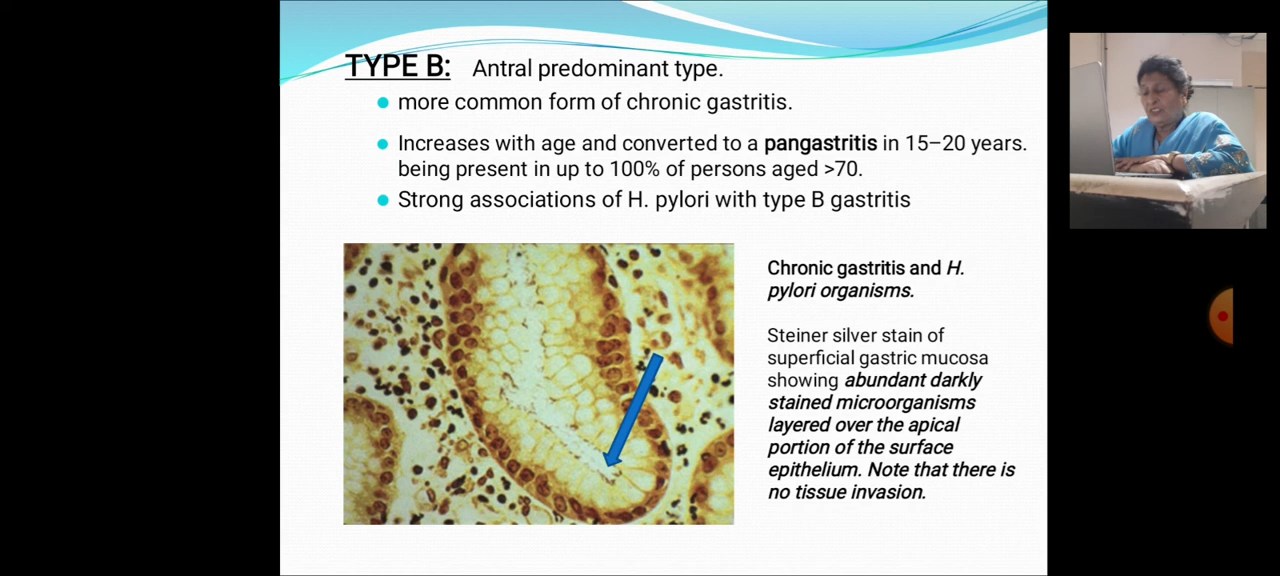 TYPE B: Antral predominant type.
more common form of chronic gastritis.
Increases with age and converted to a pangastritis in 15–20 years.
being present in up to 100% of persons aged >70.
Strong associations of H. pylori with type B gastritis
Chronic gastritis and H.
pylori organisms.
Steiner silver stain of
superficial gastric mucosa
showing abundant darkly
stained microorganisms
layered over the apical
portion of the surface
epithelium. Note that there is
no tissue invasion.